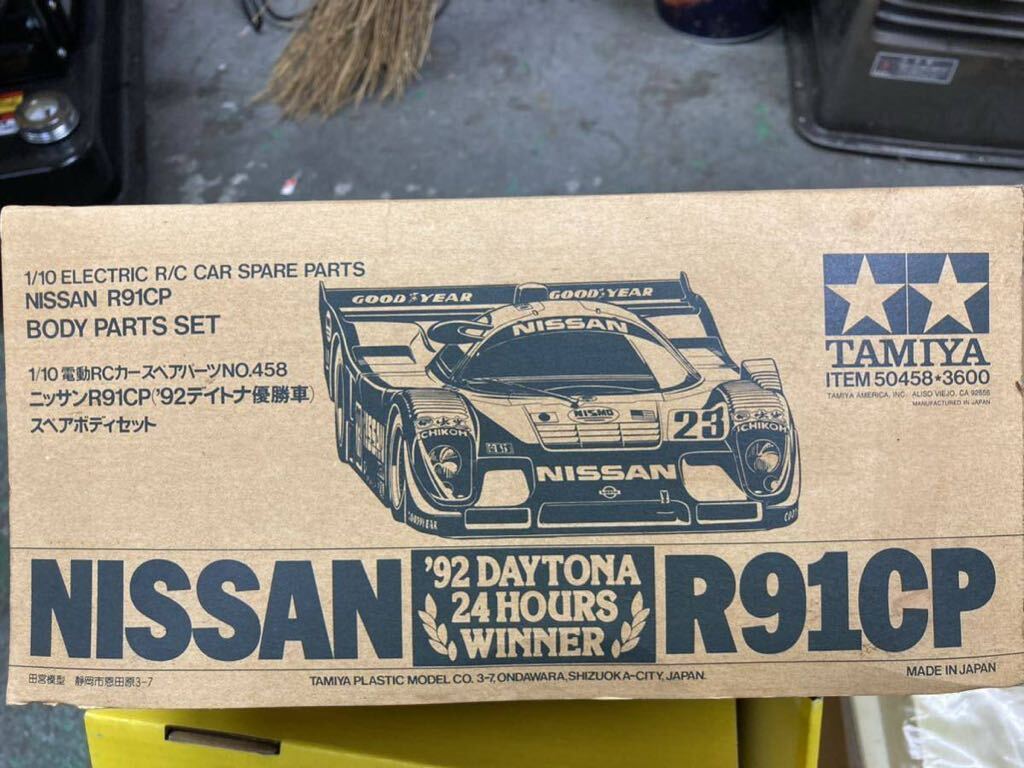 1/10 ELECTRIC R/C CAR SPARE PARTS
NISSAN R91CP
BODY PARTS SET
1/10 電動RCカースペアパーツNO.458
ニッサンR91CP('92デイトナ優勝車)
スペアボディセット
GOODYEAR
GOODYEAR
NISSAN
NISMO
23
ICHIKOH
ICHIKOH
NISSAN
GOODYEAR
TAMIYA
ITEM 50458★3600
TAMIYA AMERICA, INC. ALISO VIEJO, CA 92656
MANUFACTURED IN JAPAN
NISSAN
'92 DAYTONA
24 HOURS
WINNER
R91CP
田宮模型 静岡市恩田原3-7
TAMIYA PLASTIC MODEL CO. 3-7, ONDAWARA, SHIZUOKA-CITY, JAPAN.
MADE IN JAPAN